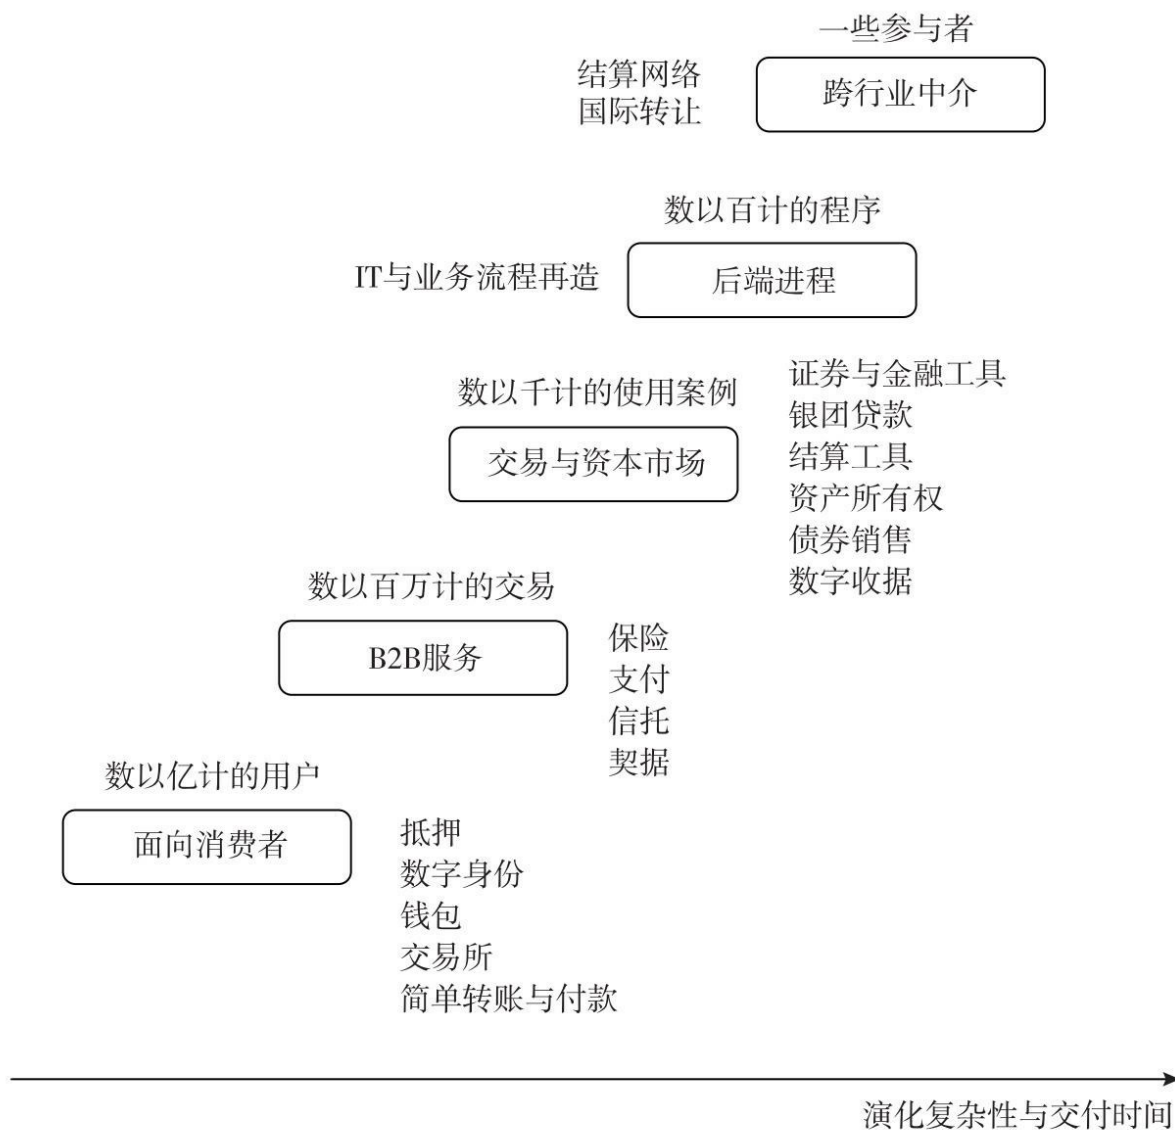 一些参与者
结算网络
国际转让
跨行业中介
数以百计的程序
IT与业务流程再造
后端进程
数以千计的使用案例
交易与资本市场
证券与金融工具
银团贷款
结算工具
资产所有权
债券销售
数字收据
数以百万计的交易
B2B服务
保险
支付
信托
契据
数以亿计的用户
面向消费者
抵押
数字身份
钱包
交易所
简单转账与付款
演化复杂性与交付时间